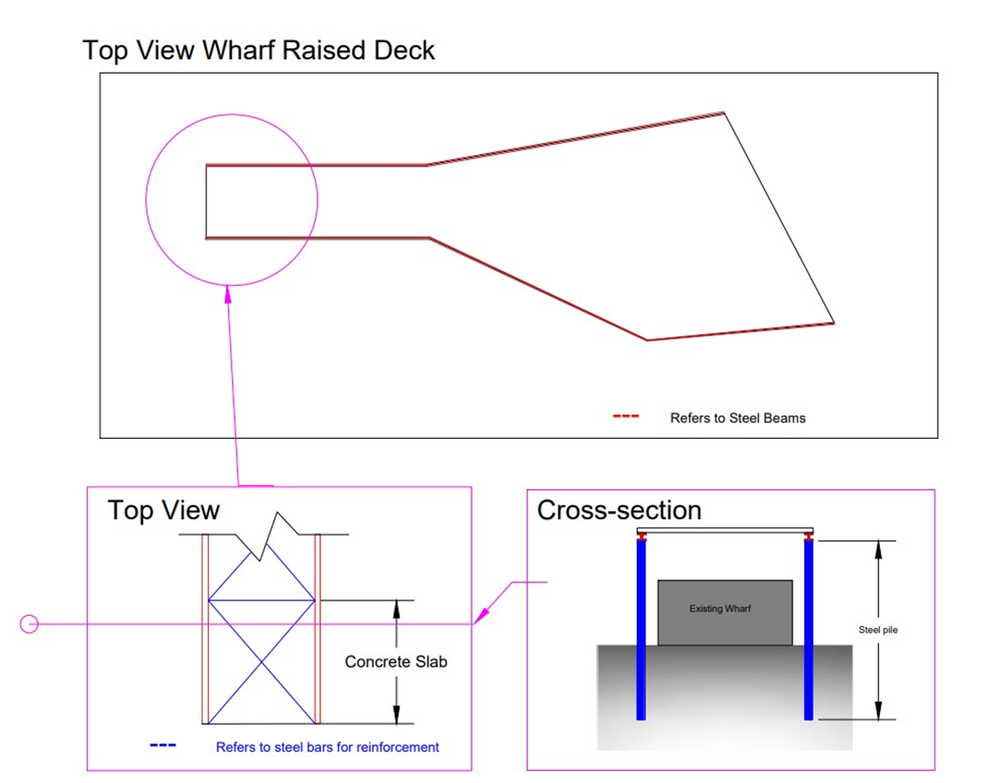 Top View Wharf Raised Deck
Refers to Steel Beams
Top View
Concrete Slab
Refers to steel bars for reinforcement
Cross-section
Existing Wharf
Steel pile